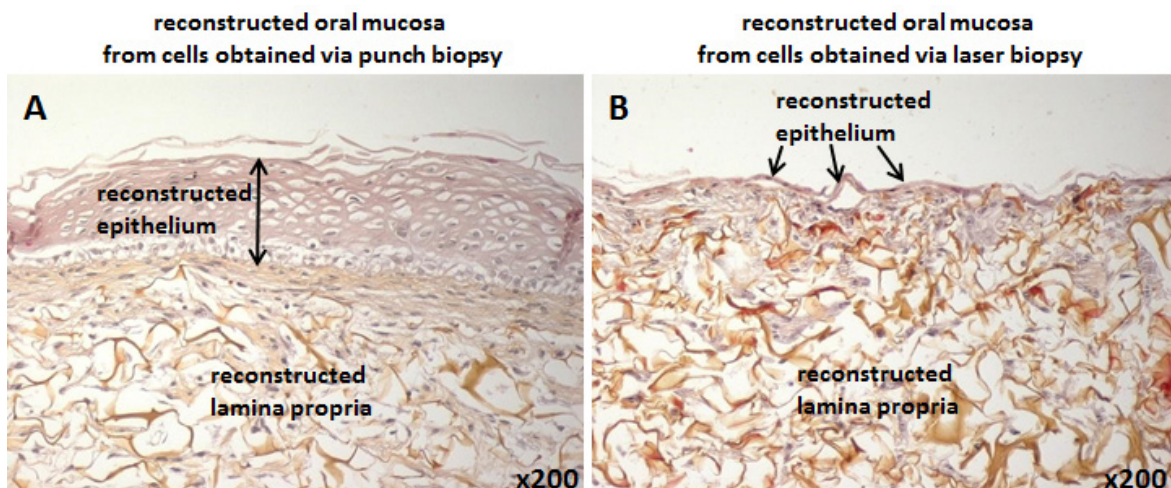 reconstructed oral mucosa
from cells obtained via punch biopsy
reconstructed oral mucosa
from cells obtained via laser biopsy
A
reconstructed
epithelium
reconstructed
lamina propria
x200
B
reconstructed
epithelium
reconstructed
lamina propria
x200